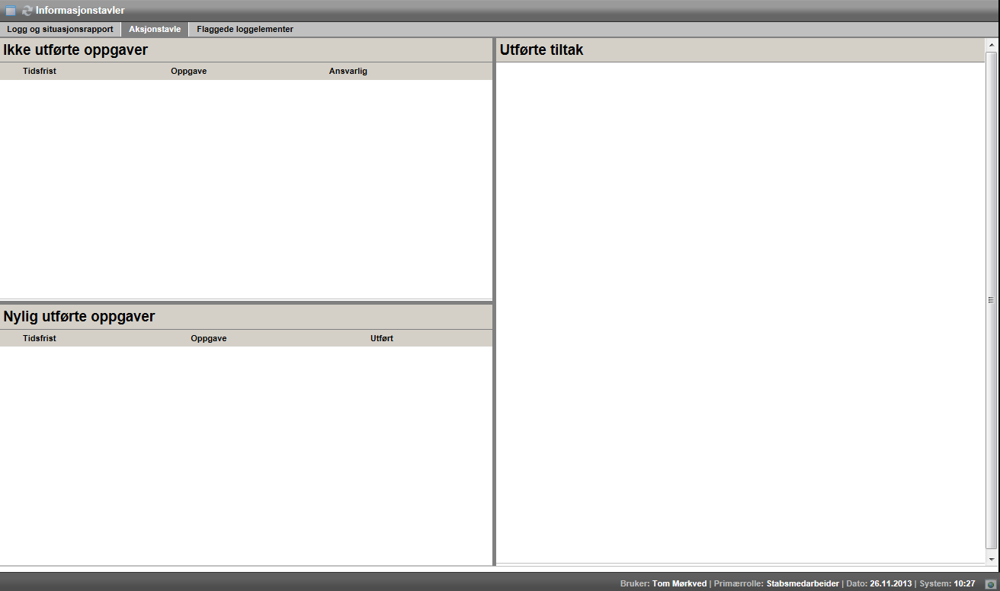 Informasjonstavler
Logg og situasjonsrapport Aksjonstavle Flaggede loggelementer
Ikke utførte oppgaver
Tidsfrist Oppgave Ansvarlig
Nylig utførte oppgaver
Tidsfrist Oppgave Utført
Utførte tiltak
Bruker: Tom Mørkved | Primærrolle: Stabsmedarbeider | Dato: 26.11.2013 | System: 10:27